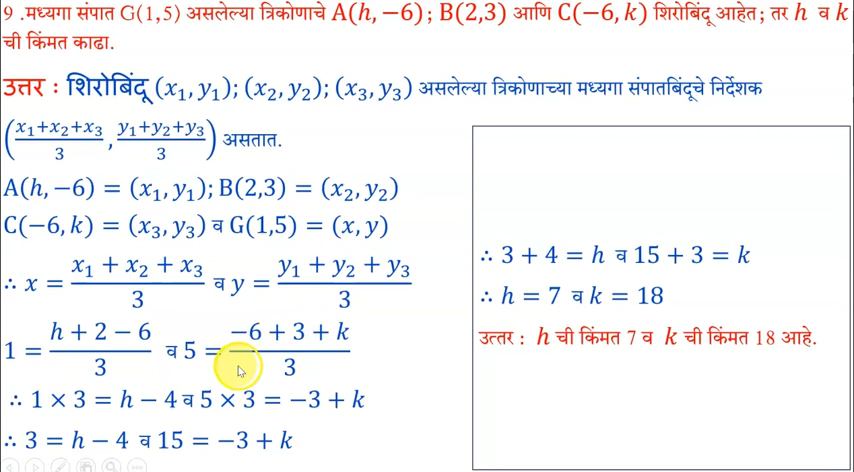 9 .मध्यगा संपात G(1,5) असलेल्या त्रिकोणाचे A(h,−6); B(2,3) आणि C(−6,k) शिरोबिंदू आहेत; तर h व k
ची किंमत काढा.
उत्तर : शिरोबिंदू (x₁,y₁); (x₂,y₂); (x₃,y₃) असलेल्या त्रिकोणाच्या मध्यगा संपातबिंदूचे निर्देशक
((x₁+x₂+x₃)/3 , (y₁+y₂+y₃)/3) असतात.
A(h,−6) = (x₁,y₁); B(2,3) = (x₂,y₂)
C(−6,k) = (x₃,y₃) व G(1,5) = (x,y)
∴ x = (x₁ + x₂ + x₃)/3 व y = (y₁ + y₂ + y₃)/3
1 = (h + 2 − 6)/3 व 5 = (−6 + 3 + k)/3
∴ 1 × 3 = h − 4 व 5 × 3 = −3 + k
∴ 3 = h − 4 व 15 = −3 + k
∴ 3 + 4 = h व 15 + 3 = k
∴ h = 7 व k = 18
उत्तर : h ची किंमत 7 व k ची किंमत 18 आहे.